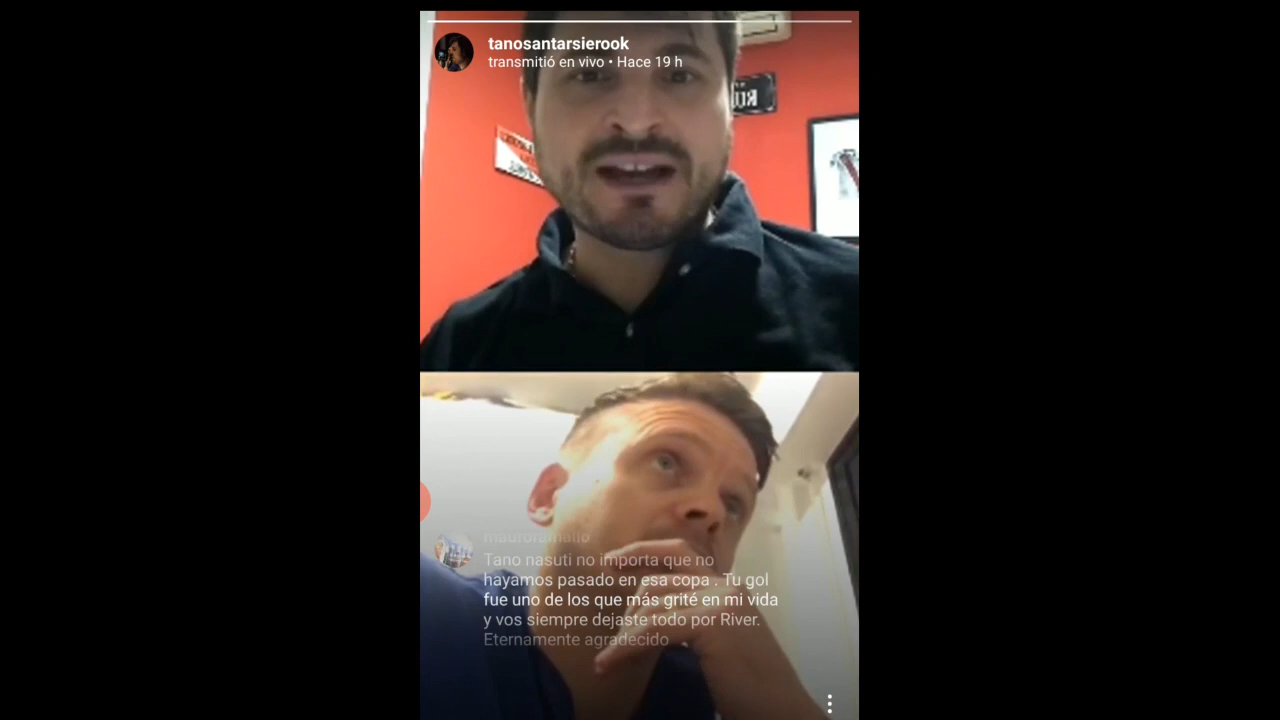 tanosantarsierook
transmitió en vivo • Hace 19 h
Tano nasuti no importa que no
hayamos pasado en esa copa . Tu gol
fue uno de los que más grité en mi vida
y vos siempre dejaste todo por River.
Eternamente agradecido